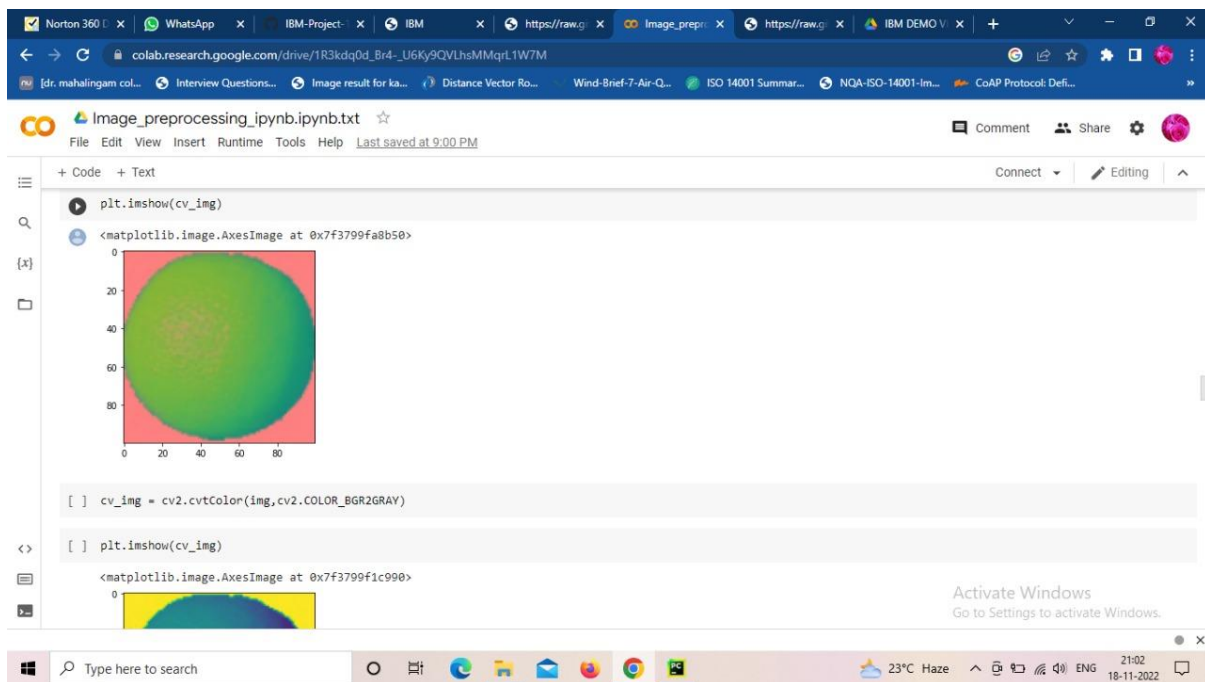 Norton 360 D
WhatsApp
IBM-Project-
IBM
https://raw.g
Image_prepro
https://raw.gi
IBM DEMO Vi
colab.research.google.com/drive/1R3kdq0d_Br4-_U6Ky9QVLhsMMqrL1W7M
[dr. mahalingam col...
Interview Questions...
Image result for ka...
Distance Vector Ro...
Wind-Brief-7-Air-Q...
ISO 14001 Summar...
NQA-ISO-14001-Im...
CoAP Protocol: Defi...
»
CO
Image_preprocessing_ipynb.ipynb.txt
File Edit View Insert Runtime Tools Help Last saved at 9:00 PM
Comment
Share
+ Code + Text
Connect
Editing
{x}
plt.imshow(cv_img)
<matplotlib.image.AxesImage at 0x7f3799fa8b50>
0
20
40
60
80
0 20 40 60 80
[ ] cv_img = cv2.cvtColor(img,cv2.COLOR_BGR2GRAY)
[ ] plt.imshow(cv_img)
<matplotlib.image.AxesImage at 0x7f3799f1c990>
0
Activate Windows
Go to Settings to activate Windows.
Type here to search
23°C Haze
ENG
21:02
18-11-2022